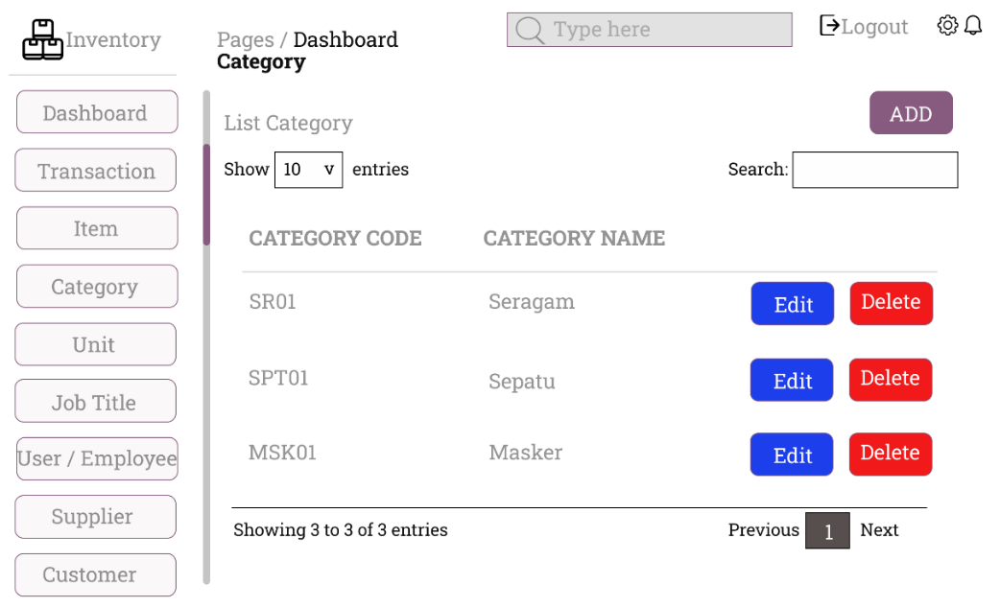 Inventory
Pages / Dashboard
Category
Type here
Logout
Dashboard
Transaction
Item
Category
Unit
Job Title
User / Employee
Supplier
Customer
List Category
ADD
Show 10 v entries
Search:
CATEGORY CODE CATEGORY NAME
SR01 Seragam Edit Delete
SPT01 Sepatu Edit Delete
MSK01 Masker Edit Delete
Showing 3 to 3 of 3 entries
Previous 1 Next